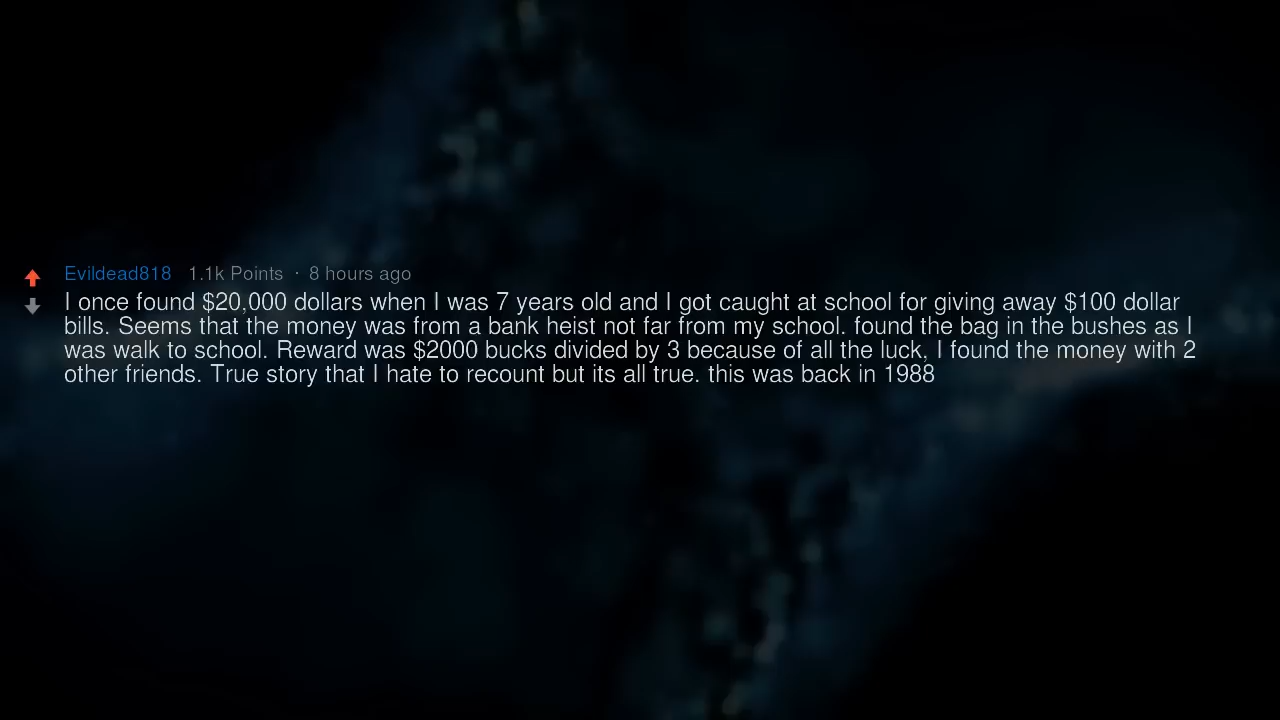 Evildead818 1.1k Points · 8 hours ago
I once found $20,000 dollars when I was 7 years old and I got caught at school for giving away $100 dollar
bills. Seems that the money was from a bank heist not far from my school. found the bag in the bushes as I
was walk to school. Reward was $2000 bucks divided by 3 because of all the luck, I found the money with 2
other friends. True story that I hate to recount but its all true. this was back in 1988